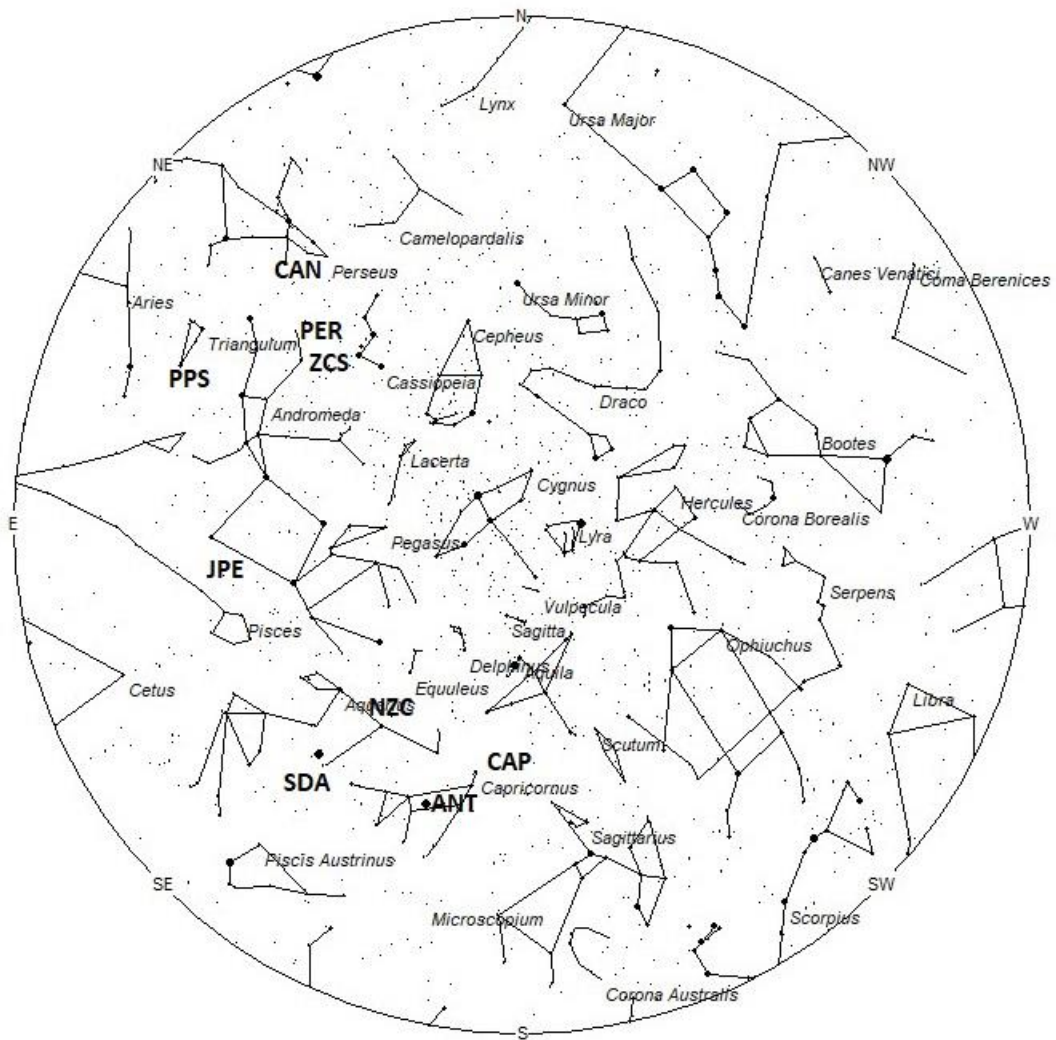 N
Lynx
Ursa Major
NE
NW
Camelopardalis
CAN Perseus
Canes Venatici
Coma Berenices
Aries
Ursa Minor
PER
Cepheus
Triangulum
ZCS
PPS
Cassiopeia
Draco
Andromeda
Bootes
Lacerta
Cygnus
Hercules
Corona Borealis
E
W
Pegasus
Lyra
JPE
Serpens
Vulpecula
Pisces
Sagitta
Ophiuchus
Delphinus
Aquila
Cetus
Equuleus
Libra
Aquarius
NZC
Scutum
CAP
SDA
Capricornus
ANT
Sagittarius
Piscis Austrinus
SE
SW
Microscopium
Scorpius
Corona Australis
S